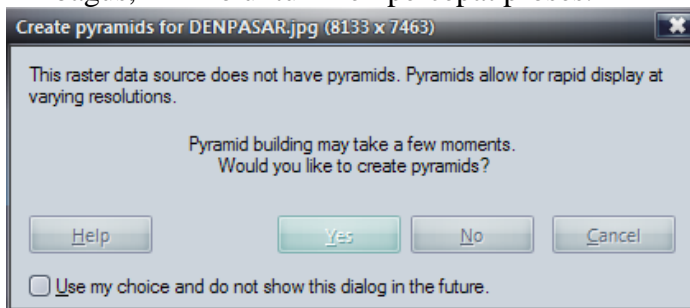 Create pyramids for DENPASAR.jpg (8133 x 7463)
This raster data source does not have pyramids. Pyramids allow for rapid display at
varying resolutions.
Pyramid building may take a few moments.
Would you like to create pyramids?
Help Yes No Cancel
Use my choice and do not show this dialog in the future.